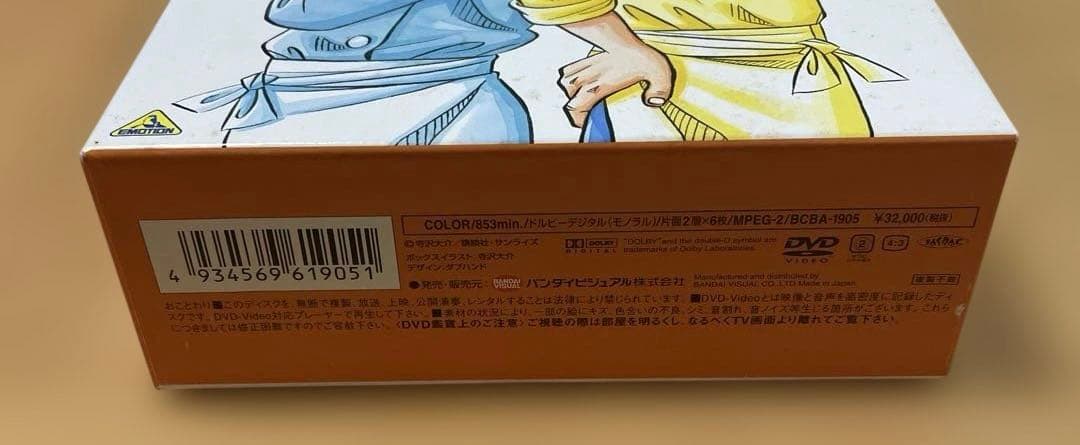 EMOTION
COLOR/853min./ドルビーデジタル(モノラル)/片面2層×6枚/MPEG-2/BCBA-1905 ¥32,000(税抜)
4 934569 619051
©寺沢大介/講談社・サンライズ
ボックスイラスト 寺沢大介
デザイン:ダブハンド
DOLBY DIGITAL
"DOLBY" and the double-D symbol are
trademarks of Dolby Laboratories.
DVD VIDEO
2
4:3
●発売・販売元: BANDAI VISUAL バンダイビジュアル株式会社
Manufactured and distributed by
BANDAI VISUAL CO.,LTD Made in Japan
複製不能
おことわり■このディスクを、無断で複製、放送、上映、公開演奏、レンタルすることは法律により禁じられています。■DVD-Videoとは映像と音声を高密度に記録したディ
スクです。DVD-Video対応プレーヤーで再生して下さい。■素材の状況により、一部の絵にキズ、色合いの不良、シミ、音割れ、音ノイズ等生じる箇所がございます。これら
につきましては修正困難ですのでご容赦下さい。〈DVD鑑賞上のご注意〉ご視聴の際は部屋を明るくし、なるべくTV画面より離れてご覧下さい。